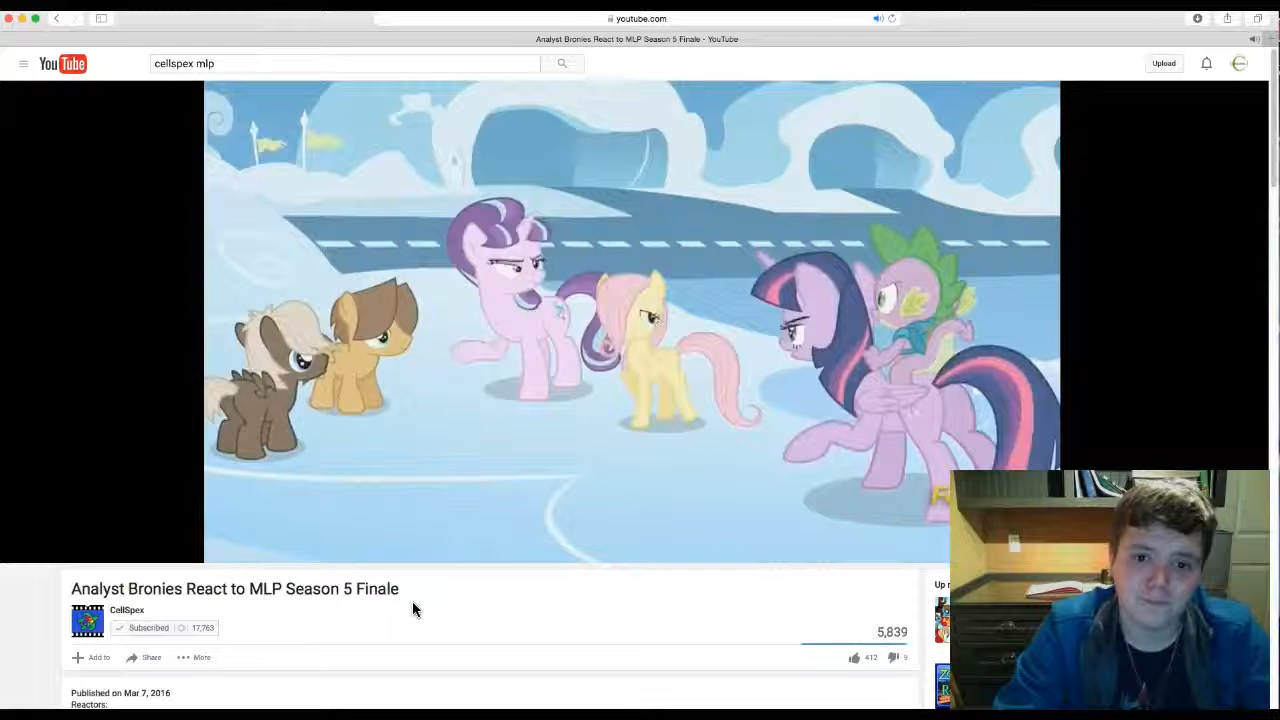 youtube.com
Analyst Bronies React to MLP Season 5 Finale - YouTube
YouTube
cellspex mlp
Upload
Analyst Bronies React to MLP Season 5 Finale
CellSpex
Subscribed 17,763
5,839
Add to Share More
412 9
Published on Mar 7, 2016
Reactors:
Up